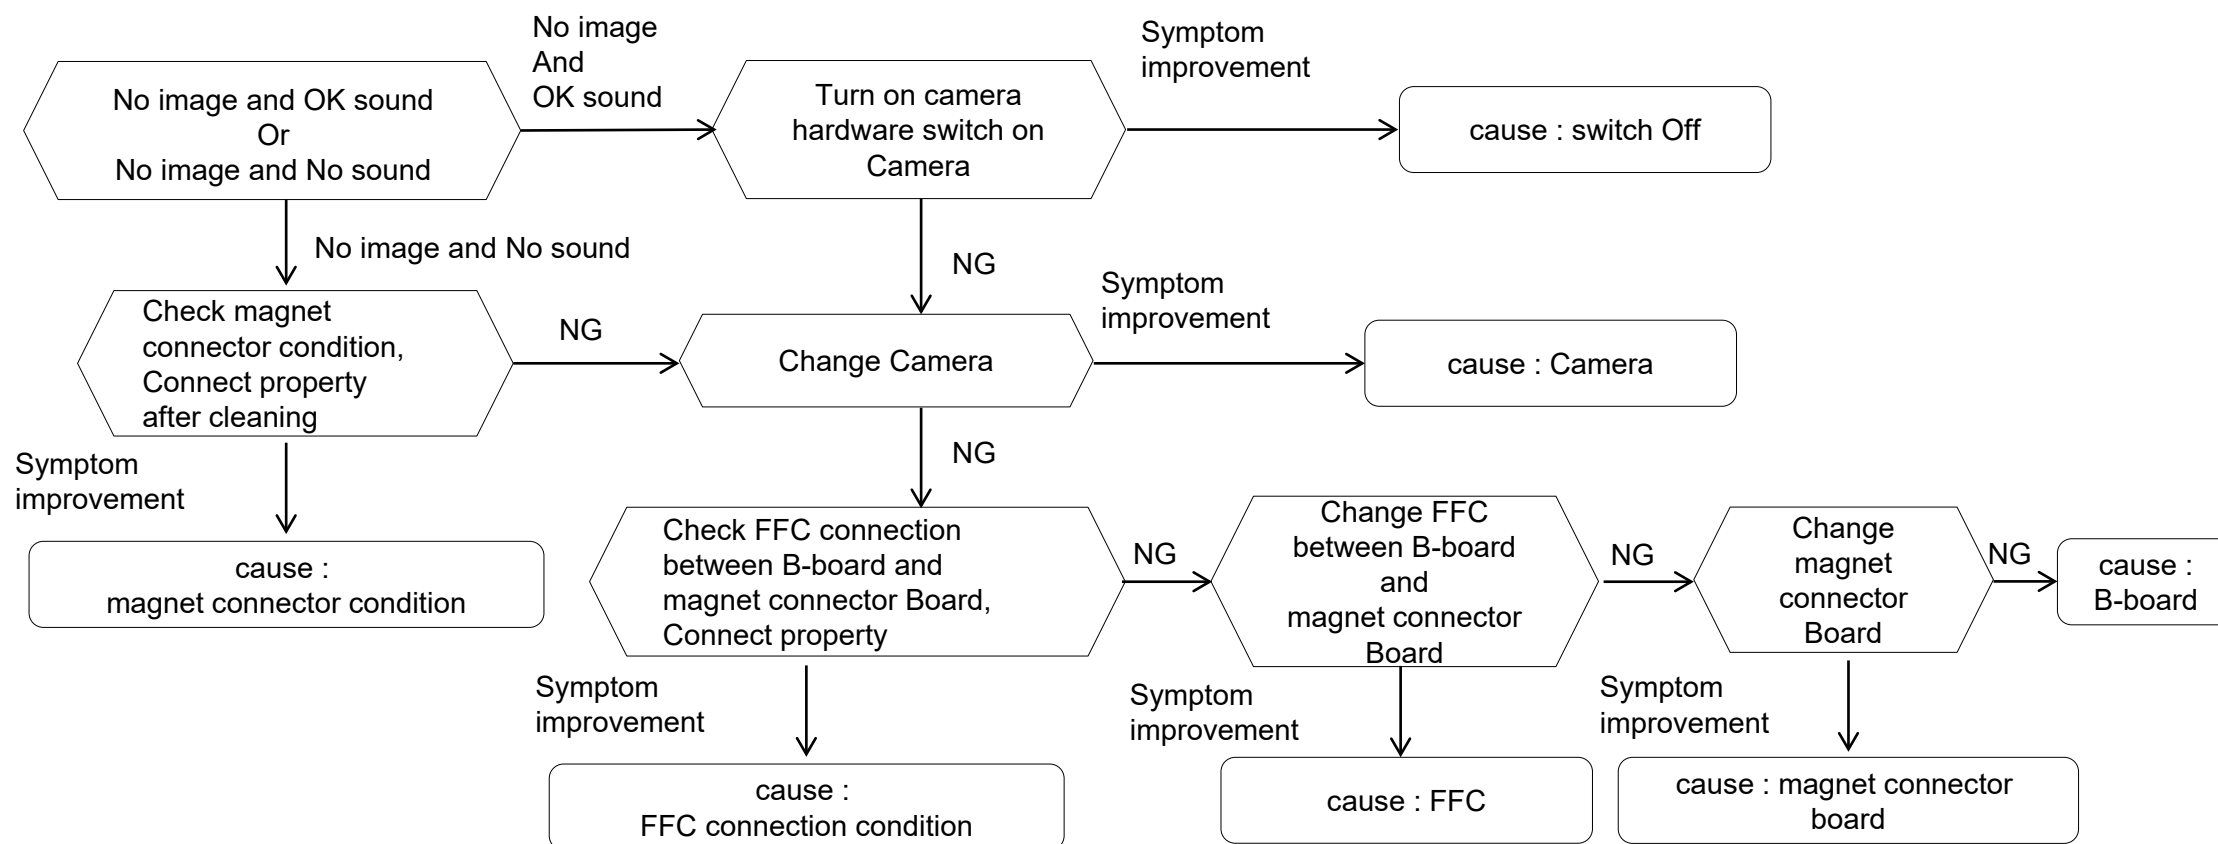 No image and OK sound
Or
No image and No sound
No image
And
OK sound
Turn on camera
hardware switch on
Camera
Symptom
improvement
cause : switch Off
No image and No sound
NG
Check magnet
connector condition,
Connect property
after cleaning
NG
Change Camera
Symptom
improvement
cause : Camera
Symptom
improvement
cause :
magnet connector condition
NG
Check FFC connection
between B-board and
magnet connector Board,
Connect property
NG
Change FFC
between B-board
and
magnet connector
Board
NG
Change
magnet
connector
Board
NG
cause :
B-board
Symptom
improvement
cause :
FFC connection condition
Symptom
improvement
cause : FFC
Symptom
improvement
cause : magnet connector
board